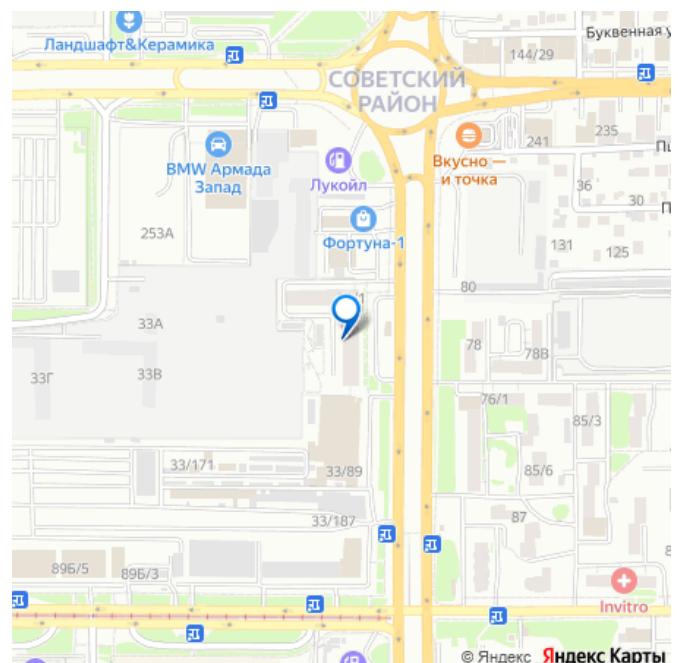 Буквенная у
Ландшафт&Керамика
144/29
СОВЕТСКИЙ
РАЙОН
241
235
BMW Армада
Запад
Лукойл
Вкусно —
и точка
36
30
253А
Фортуна-1
131
125
80
33А
78
78В
33Г
33В
76/1
85/3
33/171
33/89
85/6
33/187
87
89Б/5
89Б/3
Invitro
© Яндекс Яндекс Карты